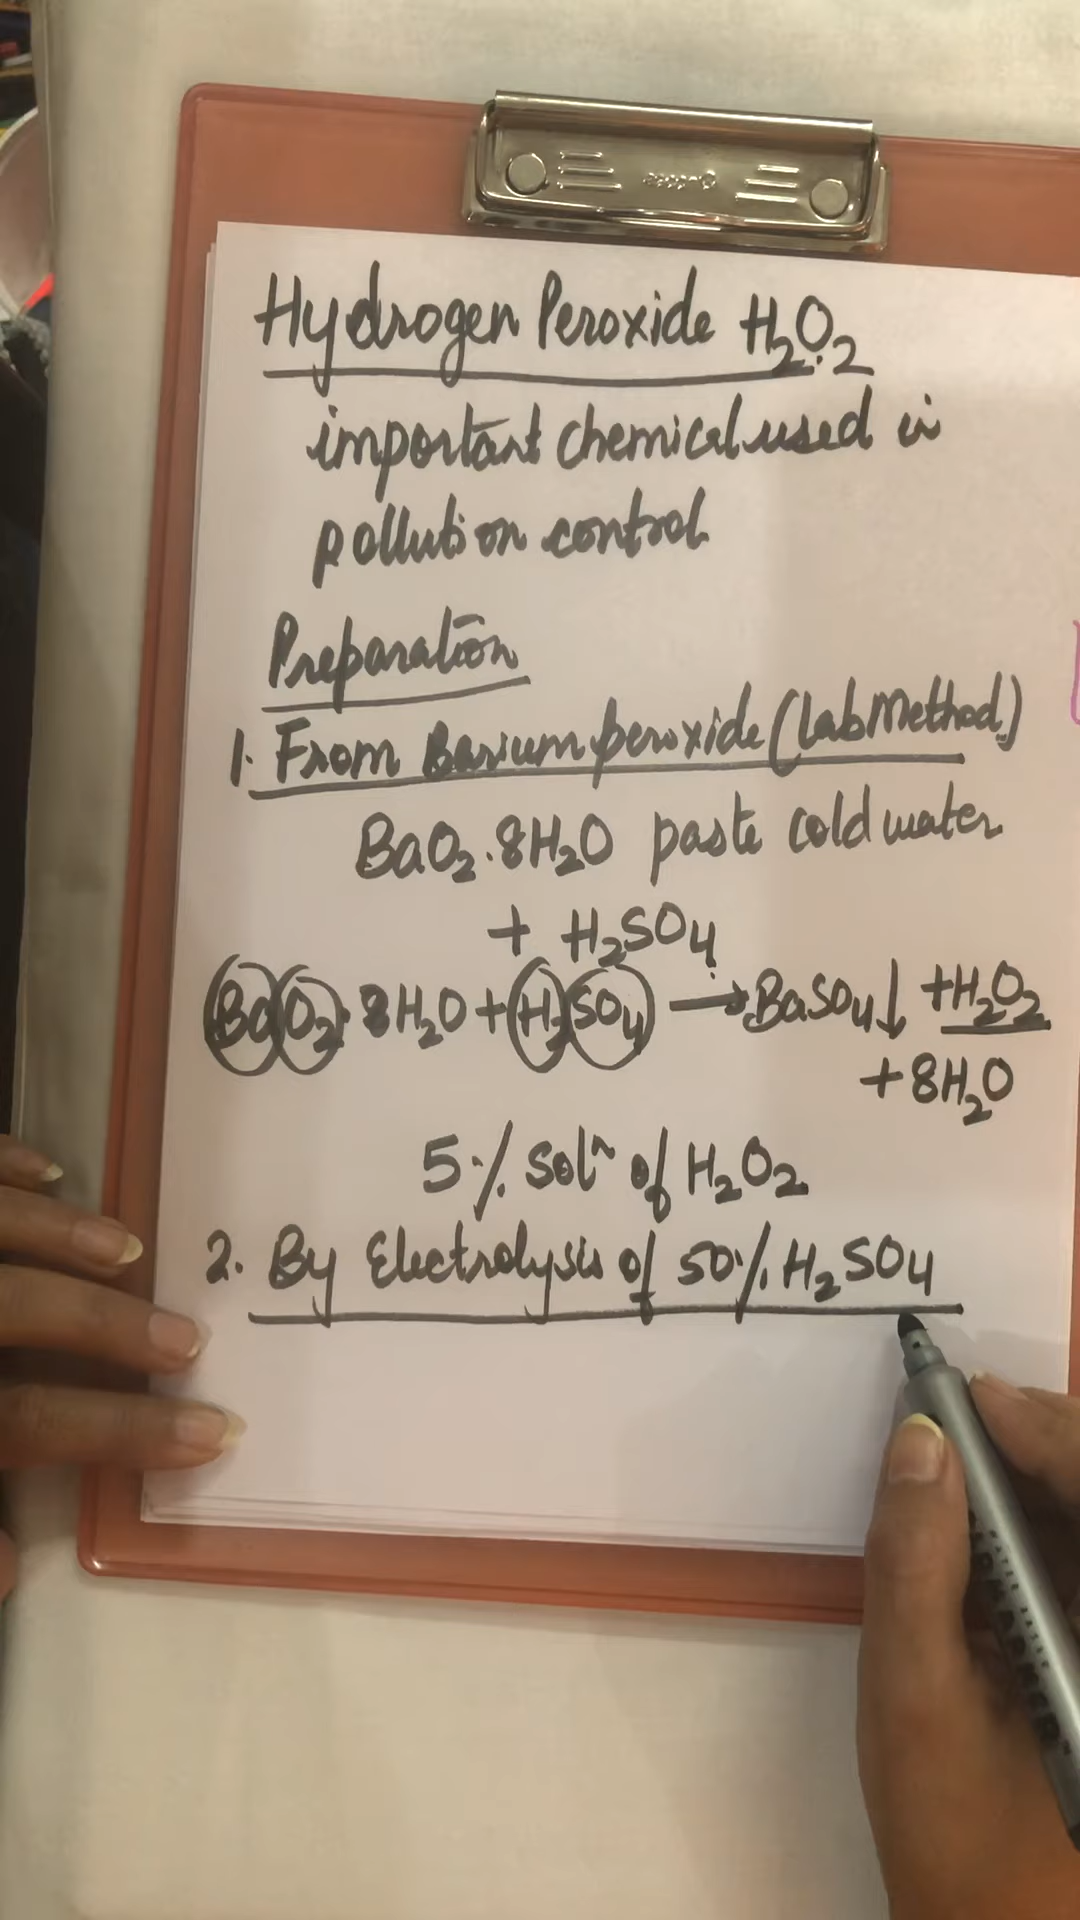 Hydrogen Peroxide H₂O₂
important chemical used in
pollution control
Preparation
1. From Barium peroxide (Lab Method)
BaO₂.8H₂O paste cold water
+ H₂SO₄
BaO₂.8H₂O + H₂SO₄ → BaSO₄↓ + H₂O₂
+ 8H₂O
5% Solⁿ of H₂O₂
2. By Electrolysis of 50% H₂SO₄